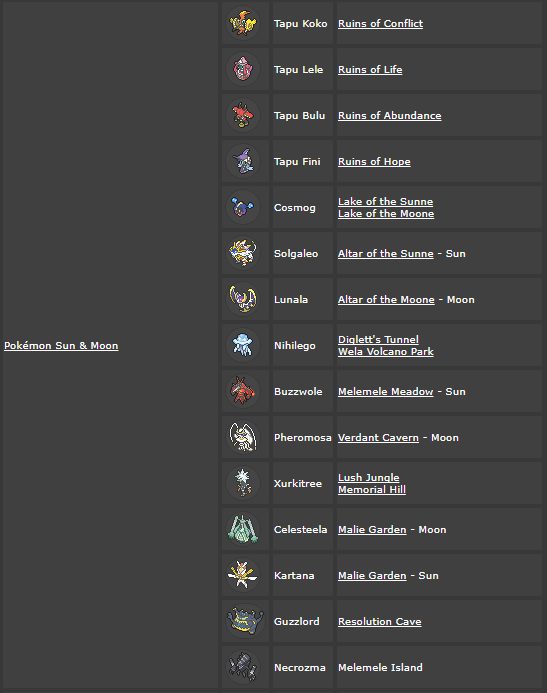 Tapu Koko Ruins of Conflict
Tapu Lele Ruins of Life
Tapu Bulu Ruins of Abundance
Tapu Fini Ruins of Hope
Cosmog Lake of the Sunne
Lake of the Moone
Solgaleo Altar of the Sunne - Sun
Lunala Altar of the Moone - Moon
Pokémon Sun & Moon
Nihilego Diglett's Tunnel
Wela Volcano Park
Buzzwole Melemele Meadow - Sun
Pheromosa Verdant Cavern - Moon
Xurkitree Lush Jungle
Memorial Hill
Celesteela Malie Garden - Moon
Kartana Malie Garden - Sun
Guzzlord Resolution Cave
Necrozma Melemele Island